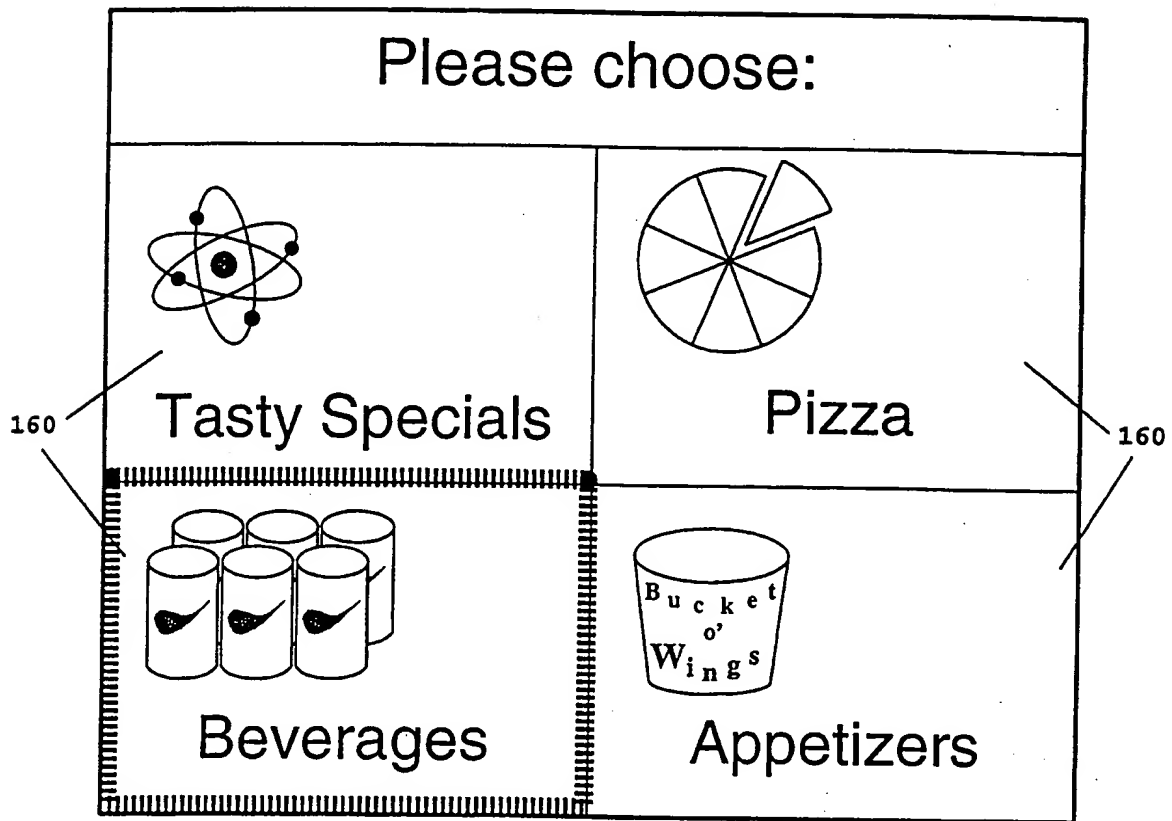 Please choose:
Tasty Specials
Pizza
160
160
Bucket
o'
Wings
Beverages
Appetizers